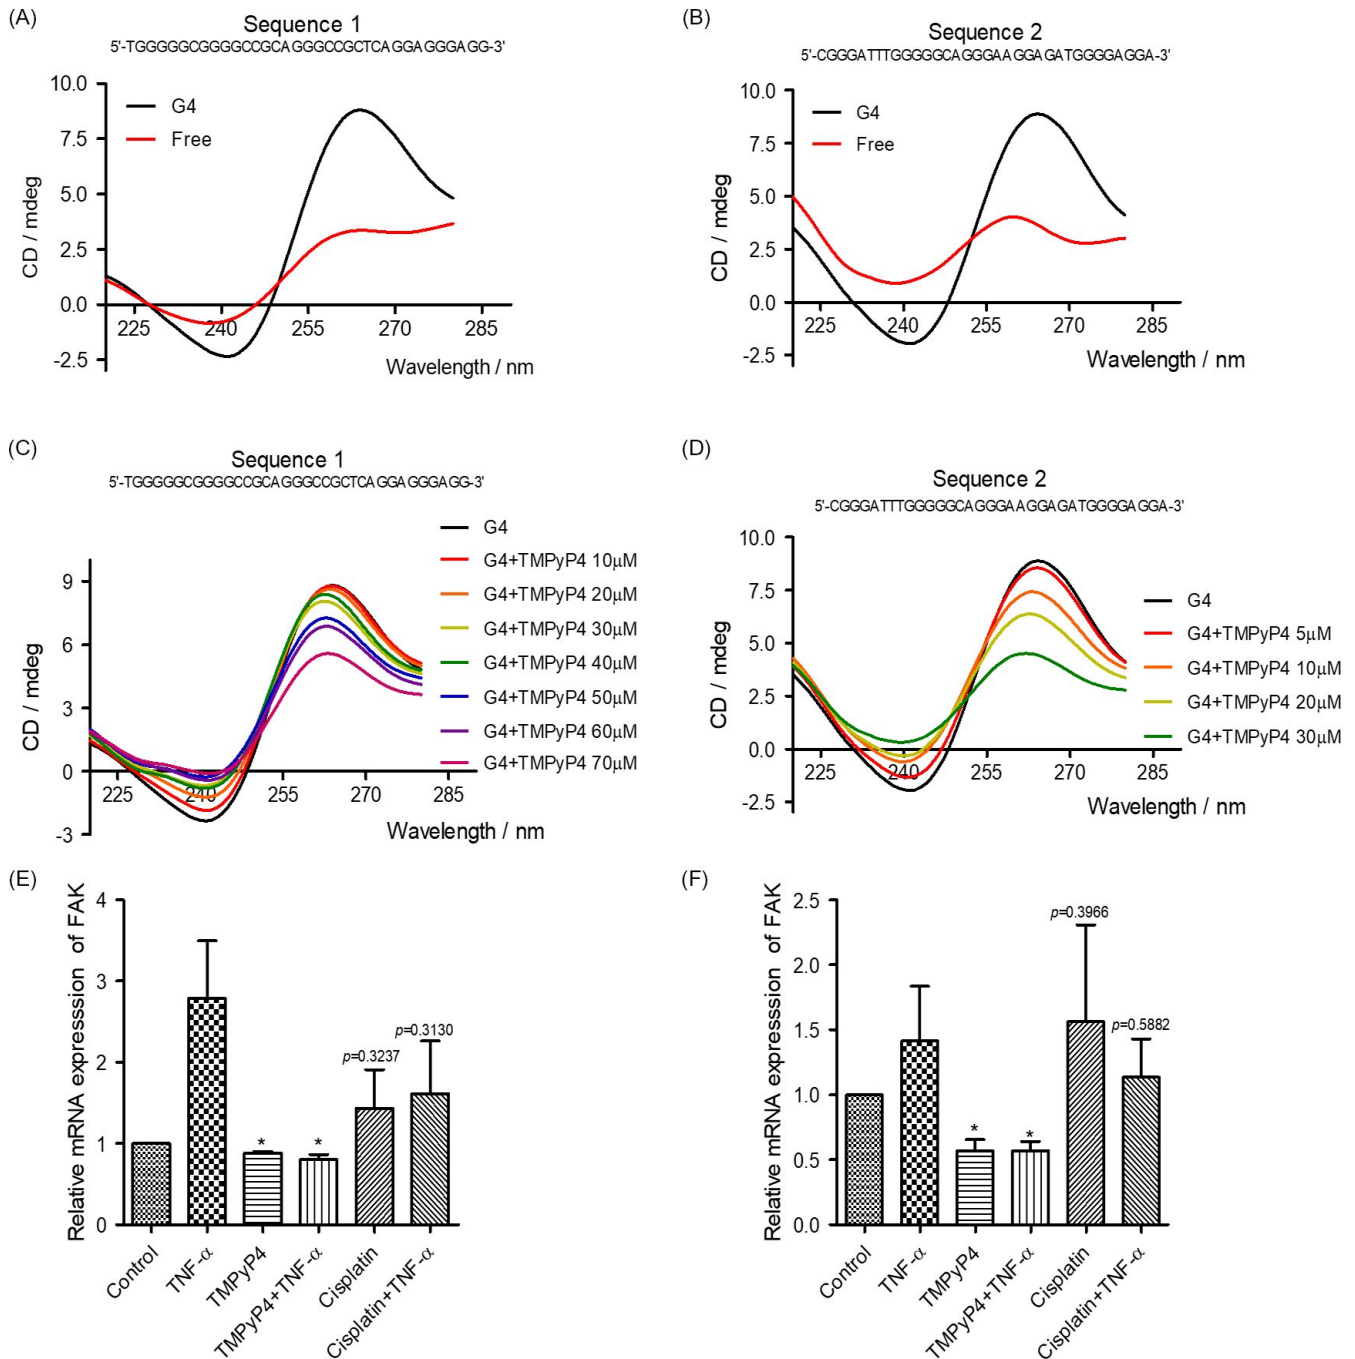 (A)
Sequence 1
5'-TGGGGGCGGGGCCGCAGGGCCGCTCAGGAGGGAGG-3'
10.0
7.5
5.0
2.5
0.0
-2.5
CD / mdeg
G4
Free
225
240
255
270
285
Wavelength / nm
(B)
Sequence 2
5'-CGGGATTTGGGGGCAGGGAAGGAGATGGGGAGGA-3'
10.0
7.5
5.0
2.5
0.0
-2.5
CD / mdeg
G4
Free
225
240
255
270
285
Wavelength / nm
(C)
Sequence 1
5'-TGGGGGCGGGGCCGCAGGGCCGCTCAGGAGGGAGG-3'
9
6
3
0
-3
CD / mdeg
G4
G4+TMPyP4 10μM
G4+TMPyP4 20μM
G4+TMPyP4 30μM
G4+TMPyP4 40μM
G4+TMPyP4 50μM
G4+TMPyP4 60μM
G4+TMPyP4 70μM
225
240
255
270
285
Wavelength / nm
(D)
Sequence 2
5'-CGGGATTTGGGGGCAGGGAAGGAGATGGGGAGGA-3'
10.0
7.5
5.0
2.5
0.0
-2.5
CD / mdeg
G4
G4+TMPyP4 5μM
G4+TMPyP4 10μM
G4+TMPyP4 20μM
G4+TMPyP4 30μM
225
240
255
270
285
Wavelength / nm
(E)
Relative mRNA expresssion of FAK
4
3
2
1
0
*
*
p=0.3237
p=0.3130
Control
TNF-α
TMPyP4
TMPyP4+TNF-α
Cisplatin
Cisplatin+TNF-α
(F)
Relative mRNA expression of FAK
2.5
2.0
1.5
1.0
0.5
0.0
*
*
p=0.3966
p=0.5882
Control
TNF-α
TMPyP4
TMPyP4+TNF-α
Cisplatin
Cisplatin+TNF-α